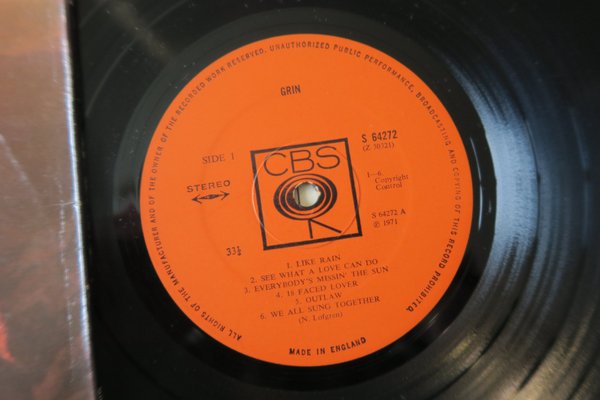 ALL RIGHTS OF THE MANUFACTURER AND OF THE OWNER OF THE RECORDED WORK RESERVED. UNAUTHORIZED PUBLIC PERFORMANCE, BROADCASTING AND COPYING OF THIS RECORD PROHIBITED.
GRIN
S 64272
(Z 30321)
SIDE 1
STEREO
CBS
1—6.
Copyright
Control
S 64272 A
℗ 1971
33⅓
1. LIKE RAIN
2. SEE WHAT A LOVE CAN DO
3. EVERYBODY'S MISSIN' THE SUN
4. 18 FACED LOVER
5. OUTLAW
6. WE ALL SUNG TOGETHER
(N. Lofgren)
MADE IN ENGLAND